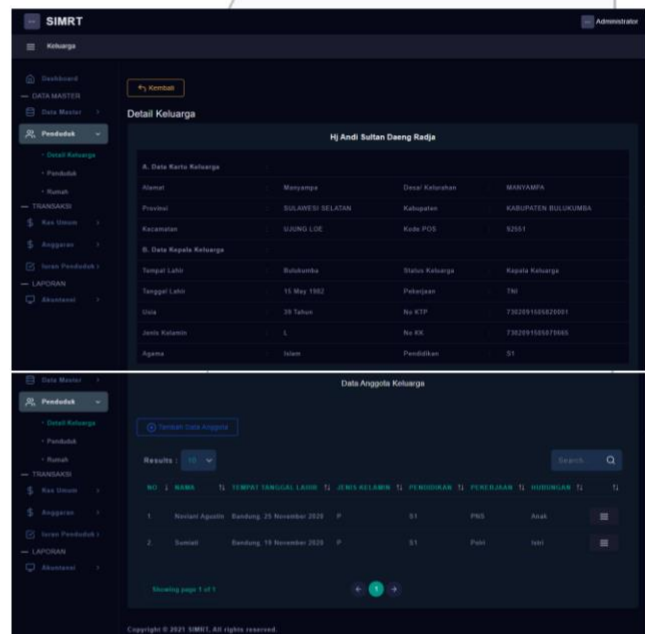 SIMRT
Administrator
Keluarga
Dashboard
DATA MASTER
Data Master
Penduduk
Detail Keluarga
Penduduk
Rumah
TRANSAKSI
Kas Umum
Anggaran
Iuran Penduduk
LAPORAN
Akuntansi
Kembali
Detail Keluarga
Hj Andi Sultan Daeng Radja
A. Data Kartu Keluarga
Alamat : Manyampa Desa/ Kelurahan : MANYAMPA
Provinsi : SULAWESI SELATAN Kabupaten : KABUPATEN BULUKUMBA
Kecamatan : UJUNG LOE Kode POS : 92551
B. Data Kepala Keluarga
Tempat Lahir : Bulukumba Status Keluarga : Kepala Keluarga
Tanggal Lahir : 15 May 1982 Pekerjaan : TNI
Usia : 39 Tahun No KTP :
Jenis Kelamin : L No KK :
Agama : Islam Pendidikan : S1
Data Master
Penduduk
Detail Keluarga
Penduduk
Rumah
TRANSAKSI
Kas Umum
Anggaran
Iuran Penduduk
LAPORAN
Akuntansi
Data Anggota Keluarga
Tambah Data Anggota
Results : 10
Search
NO NAMA TEMPAT TANGGAL LAHIR JENIS KELAMIN PENDIDIKAN PEKERJAAN HUBUNGAN
1. Noviani Agustin Bandung, 25 November 2020 P S1 PNS Anak
2. Sumiati Bandung, 19 November 2020 P S1 Polri Istri
Showing page 1 of 1
1
Copyright © 2021 SIMRT, All rights reserved.